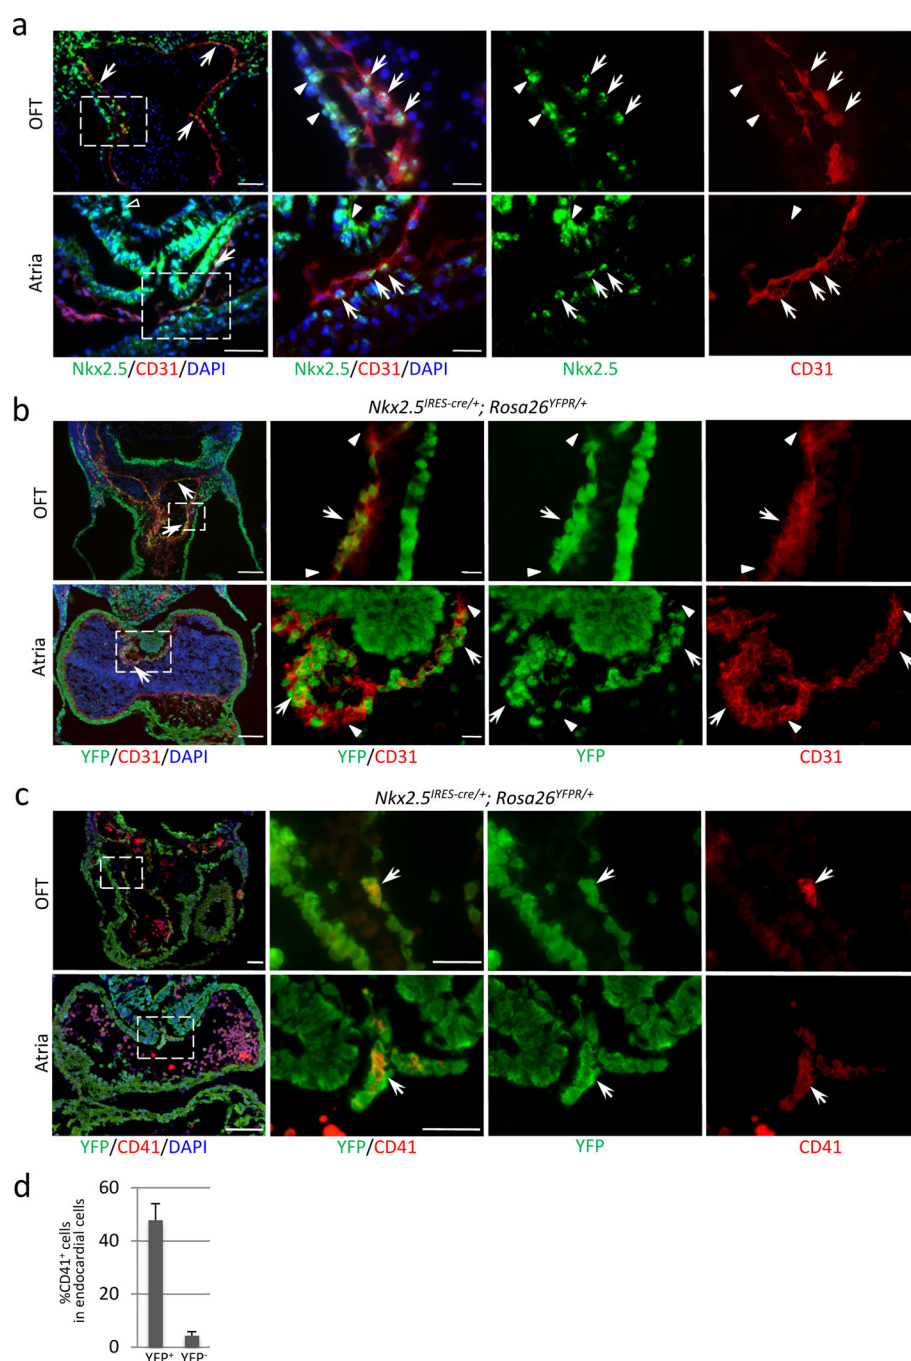 a
OFT
Atria
Nkx2.5/CD31/DAPI
Nkx2.5/CD31/DAPI
Nkx2.5
CD31
b
Nkx2.5IRES-cre/+; Rosa26YFPR/+
OFT
Atria
YFP/CD31/DAPI
YFP/CD31
YFP
CD31
c
Nkx2.5IRES-cre/+; Rosa26YFPR/+
OFT
Atria
YFP/CD41/DAPI
YFP/CD41
YFP
CD41
d
%CD41+ cells
in endocardial cells
60
40
20
0
YFP+ YFP-